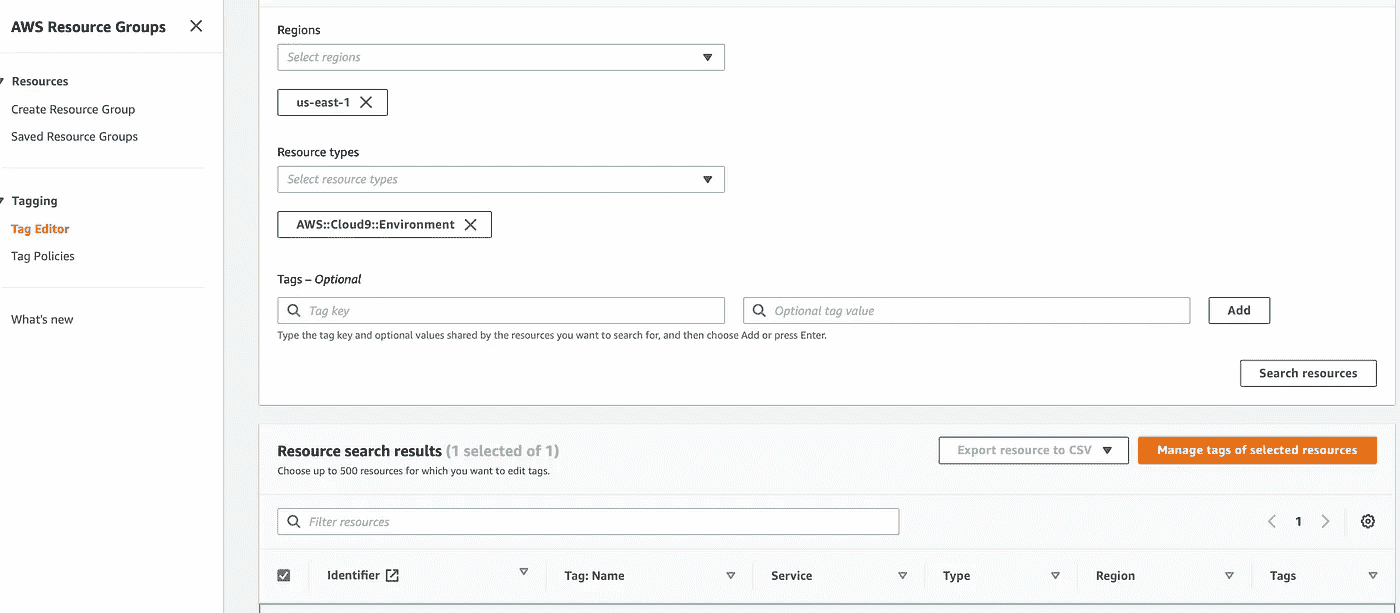 AWS Resource Groups
Resources
Create Resource Group
Saved Resource Groups
Tagging
Tag Editor
Tag Policies
What's new
Regions
Select regions
us-east-1
Resource types
Select resource types
AWS::Cloud9::Environment
Tags – Optional
Tag key
Optional tag value
Add
Type the tag key and optional values shared by the resources you want to search for, and then choose Add or press Enter.
Search resources
Resource search results (1 selected of 1)
Export resource to CSV
Manage tags of selected resources
Choose up to 500 resources for which you want to edit tags.
Filter resources
1
Identifier Tag: Name Service Type Region Tags